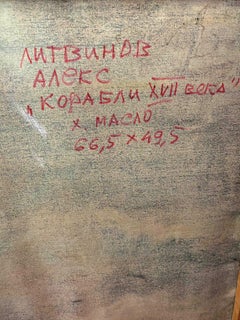 ЛИТВИНОВ
АЛЕКС
„КОРАБЛИ XVII ВЕКА"
Х. МАСЛО
66,5 × 49,5